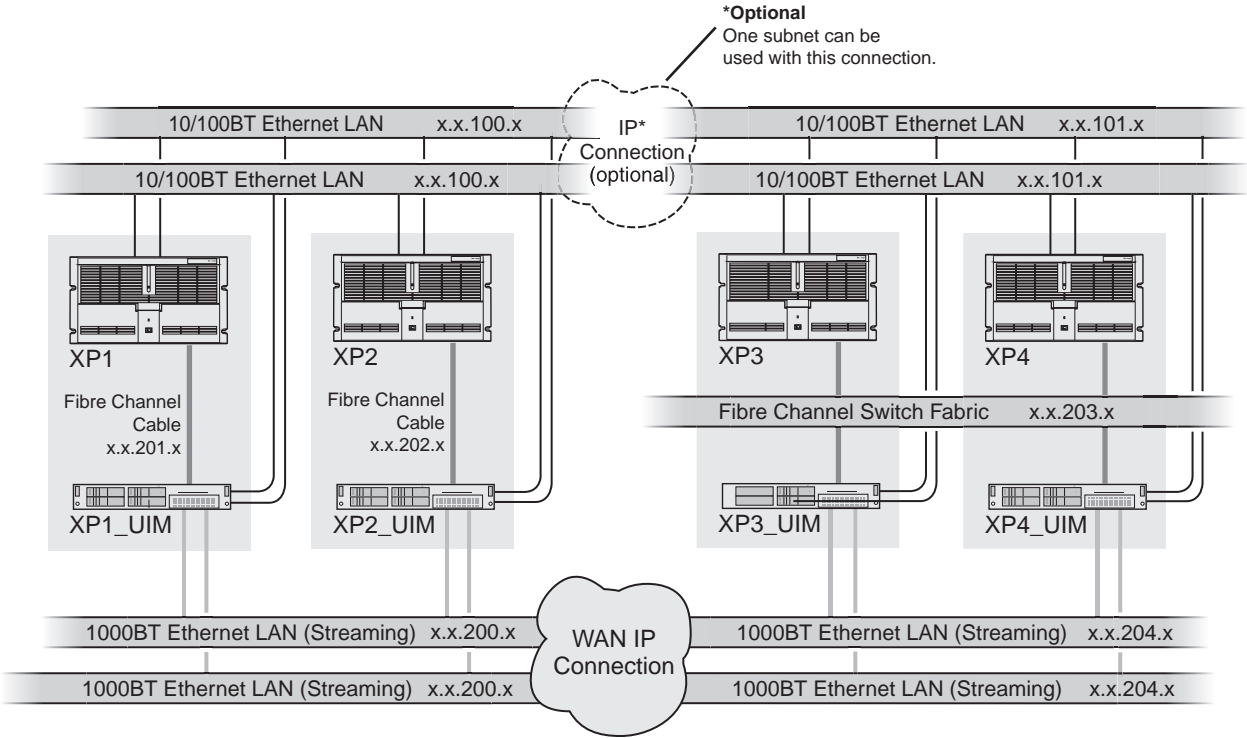 *Optional
One subnet can be
used with this connection.
10/100BT Ethernet LAN x.x.100.x
IP*
Connection
(optional)
10/100BT Ethernet LAN x.x.101.x
10/100BT Ethernet LAN x.x.100.x
10/100BT Ethernet LAN x.x.101.x
XP1
XP2
XP3
XP4
Fibre Channel
Cable
x.x.201.x
Fibre Channel
Cable
x.x.202.x
Fibre Channel Switch Fabric x.x.203.x
XP1_UIM
XP2_UIM
XP3_UIM
XP4_UIM
1000BT Ethernet LAN (Streaming) x.x.200.x
WAN IP
Connection
1000BT Ethernet LAN (Streaming) x.x.204.x
1000BT Ethernet LAN (Streaming) x.x.200.x
1000BT Ethernet LAN (Streaming) x.x.204.x